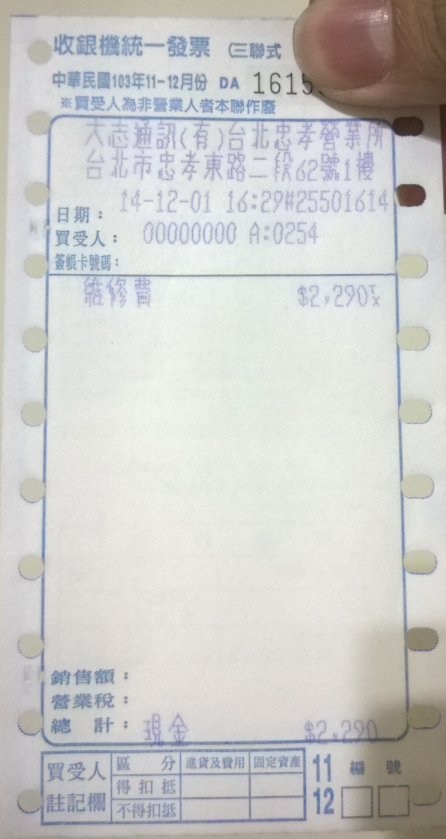 收銀機統一發票 (三聯式
中華民國103年11-12月份 DA 1615
※買受人為非營業人者本聯作廢
大志通訊(有)台北忠孝營業所
台北市忠孝東路二段62號1樓
日期: 14-12-01 16:29#25501614
買受人: 00000000 A:0254
簽帳卡號碼:
維修費 $2,290TX
銷售額:
營業稅:
總 計: 現金 $2,290
買受人註記欄 區 分 進貨及費用 固定資產 11 編 號
得 扣 抵 12
不得扣抵